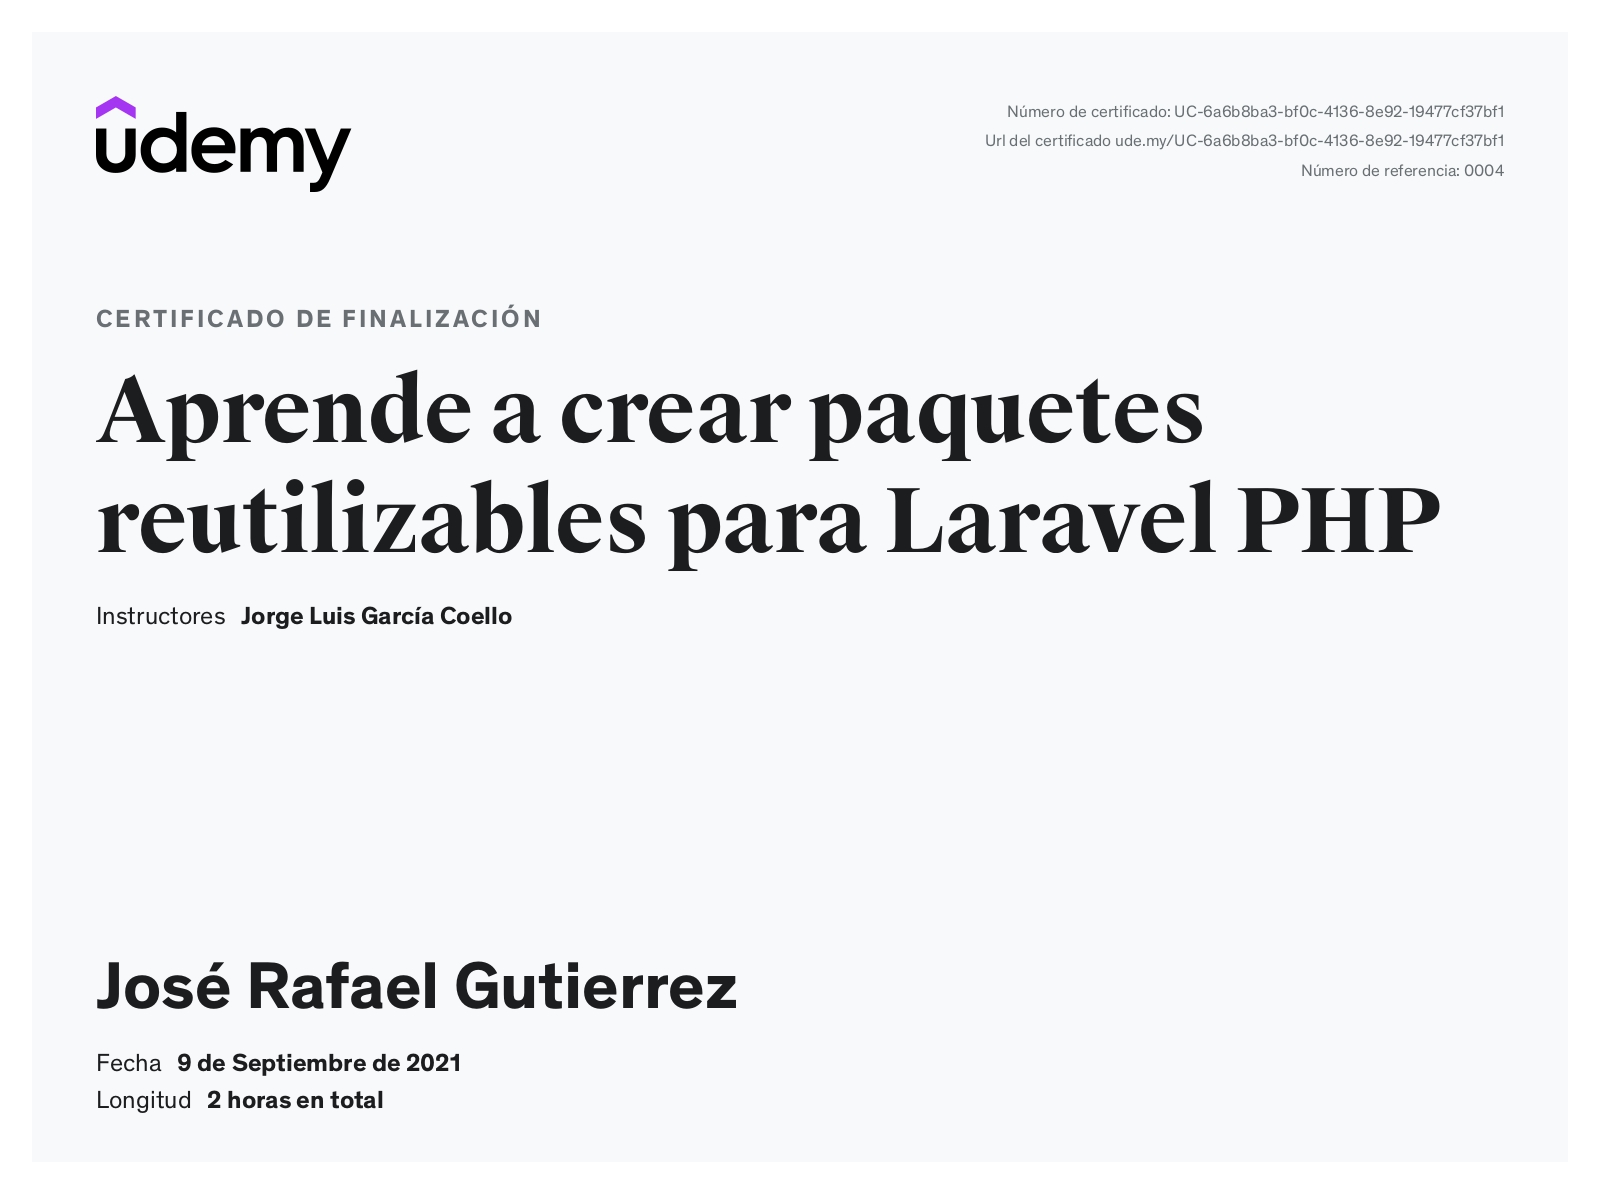 udemy
Número de certificado: UC-6a6b8ba3-bf0c-4136-8e92-19477cf37bf1
Url del certificado ude.my/UC-6a6b8ba3-bf0c-4136-8e92-19477cf37bf1
Número de referencia: 0004
CERTIFICADO DE FINALIZACIÓN
Aprende a crear paquetes
reutilizables para Laravel PHP
Instructores Jorge Luis García Coello
José Rafael Gutierrez
Fecha 9 de Septiembre de 2021
Longitud 2 horas en total